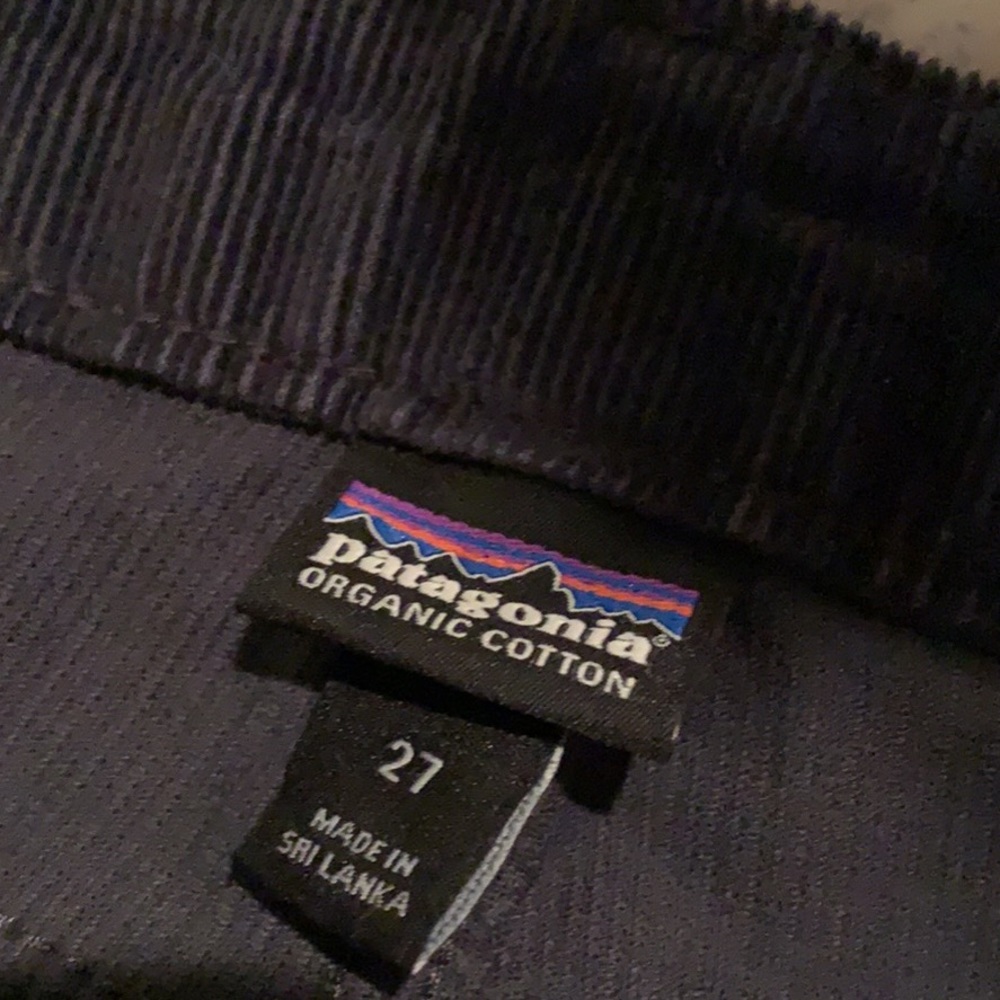 patagonia®
ORGANIC COTTON
27
MADE IN
SRI LANKA